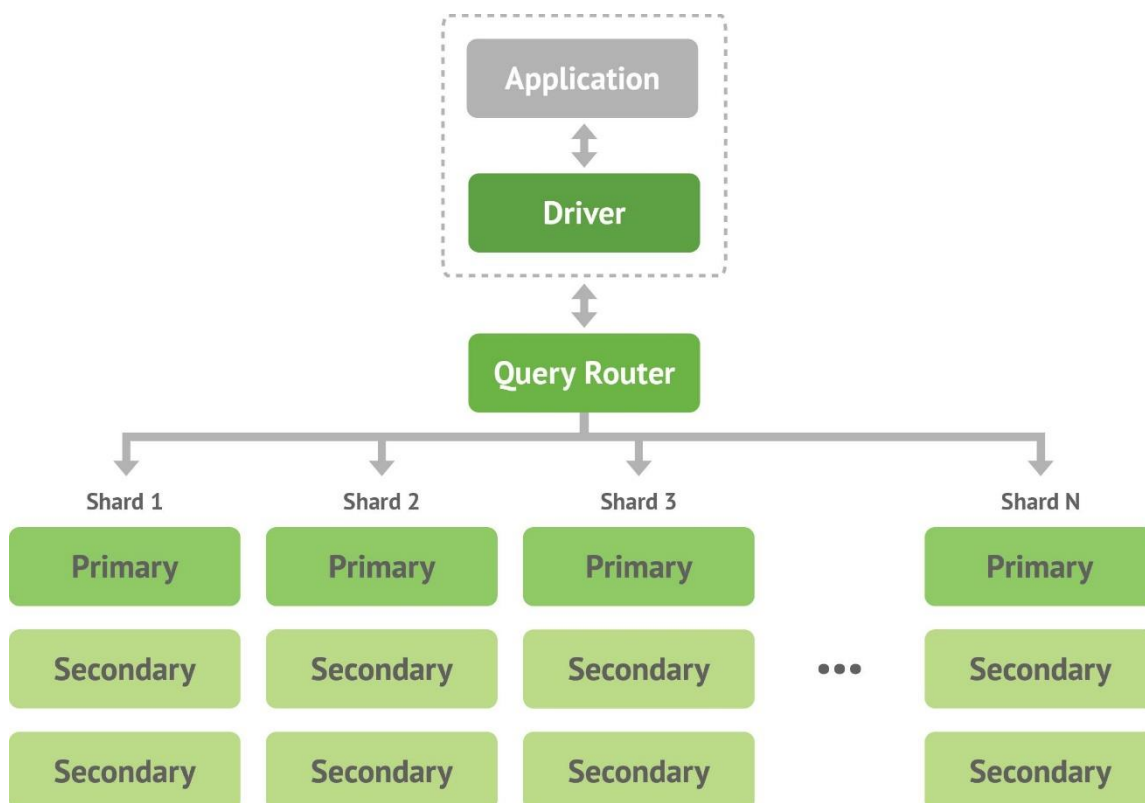 Application
Driver
Query Router
Shard 1 Shard 2 Shard 3 Shard N
Primary Primary Primary Primary
Secondary Secondary Secondary ... Secondary
Secondary Secondary Secondary Secondary